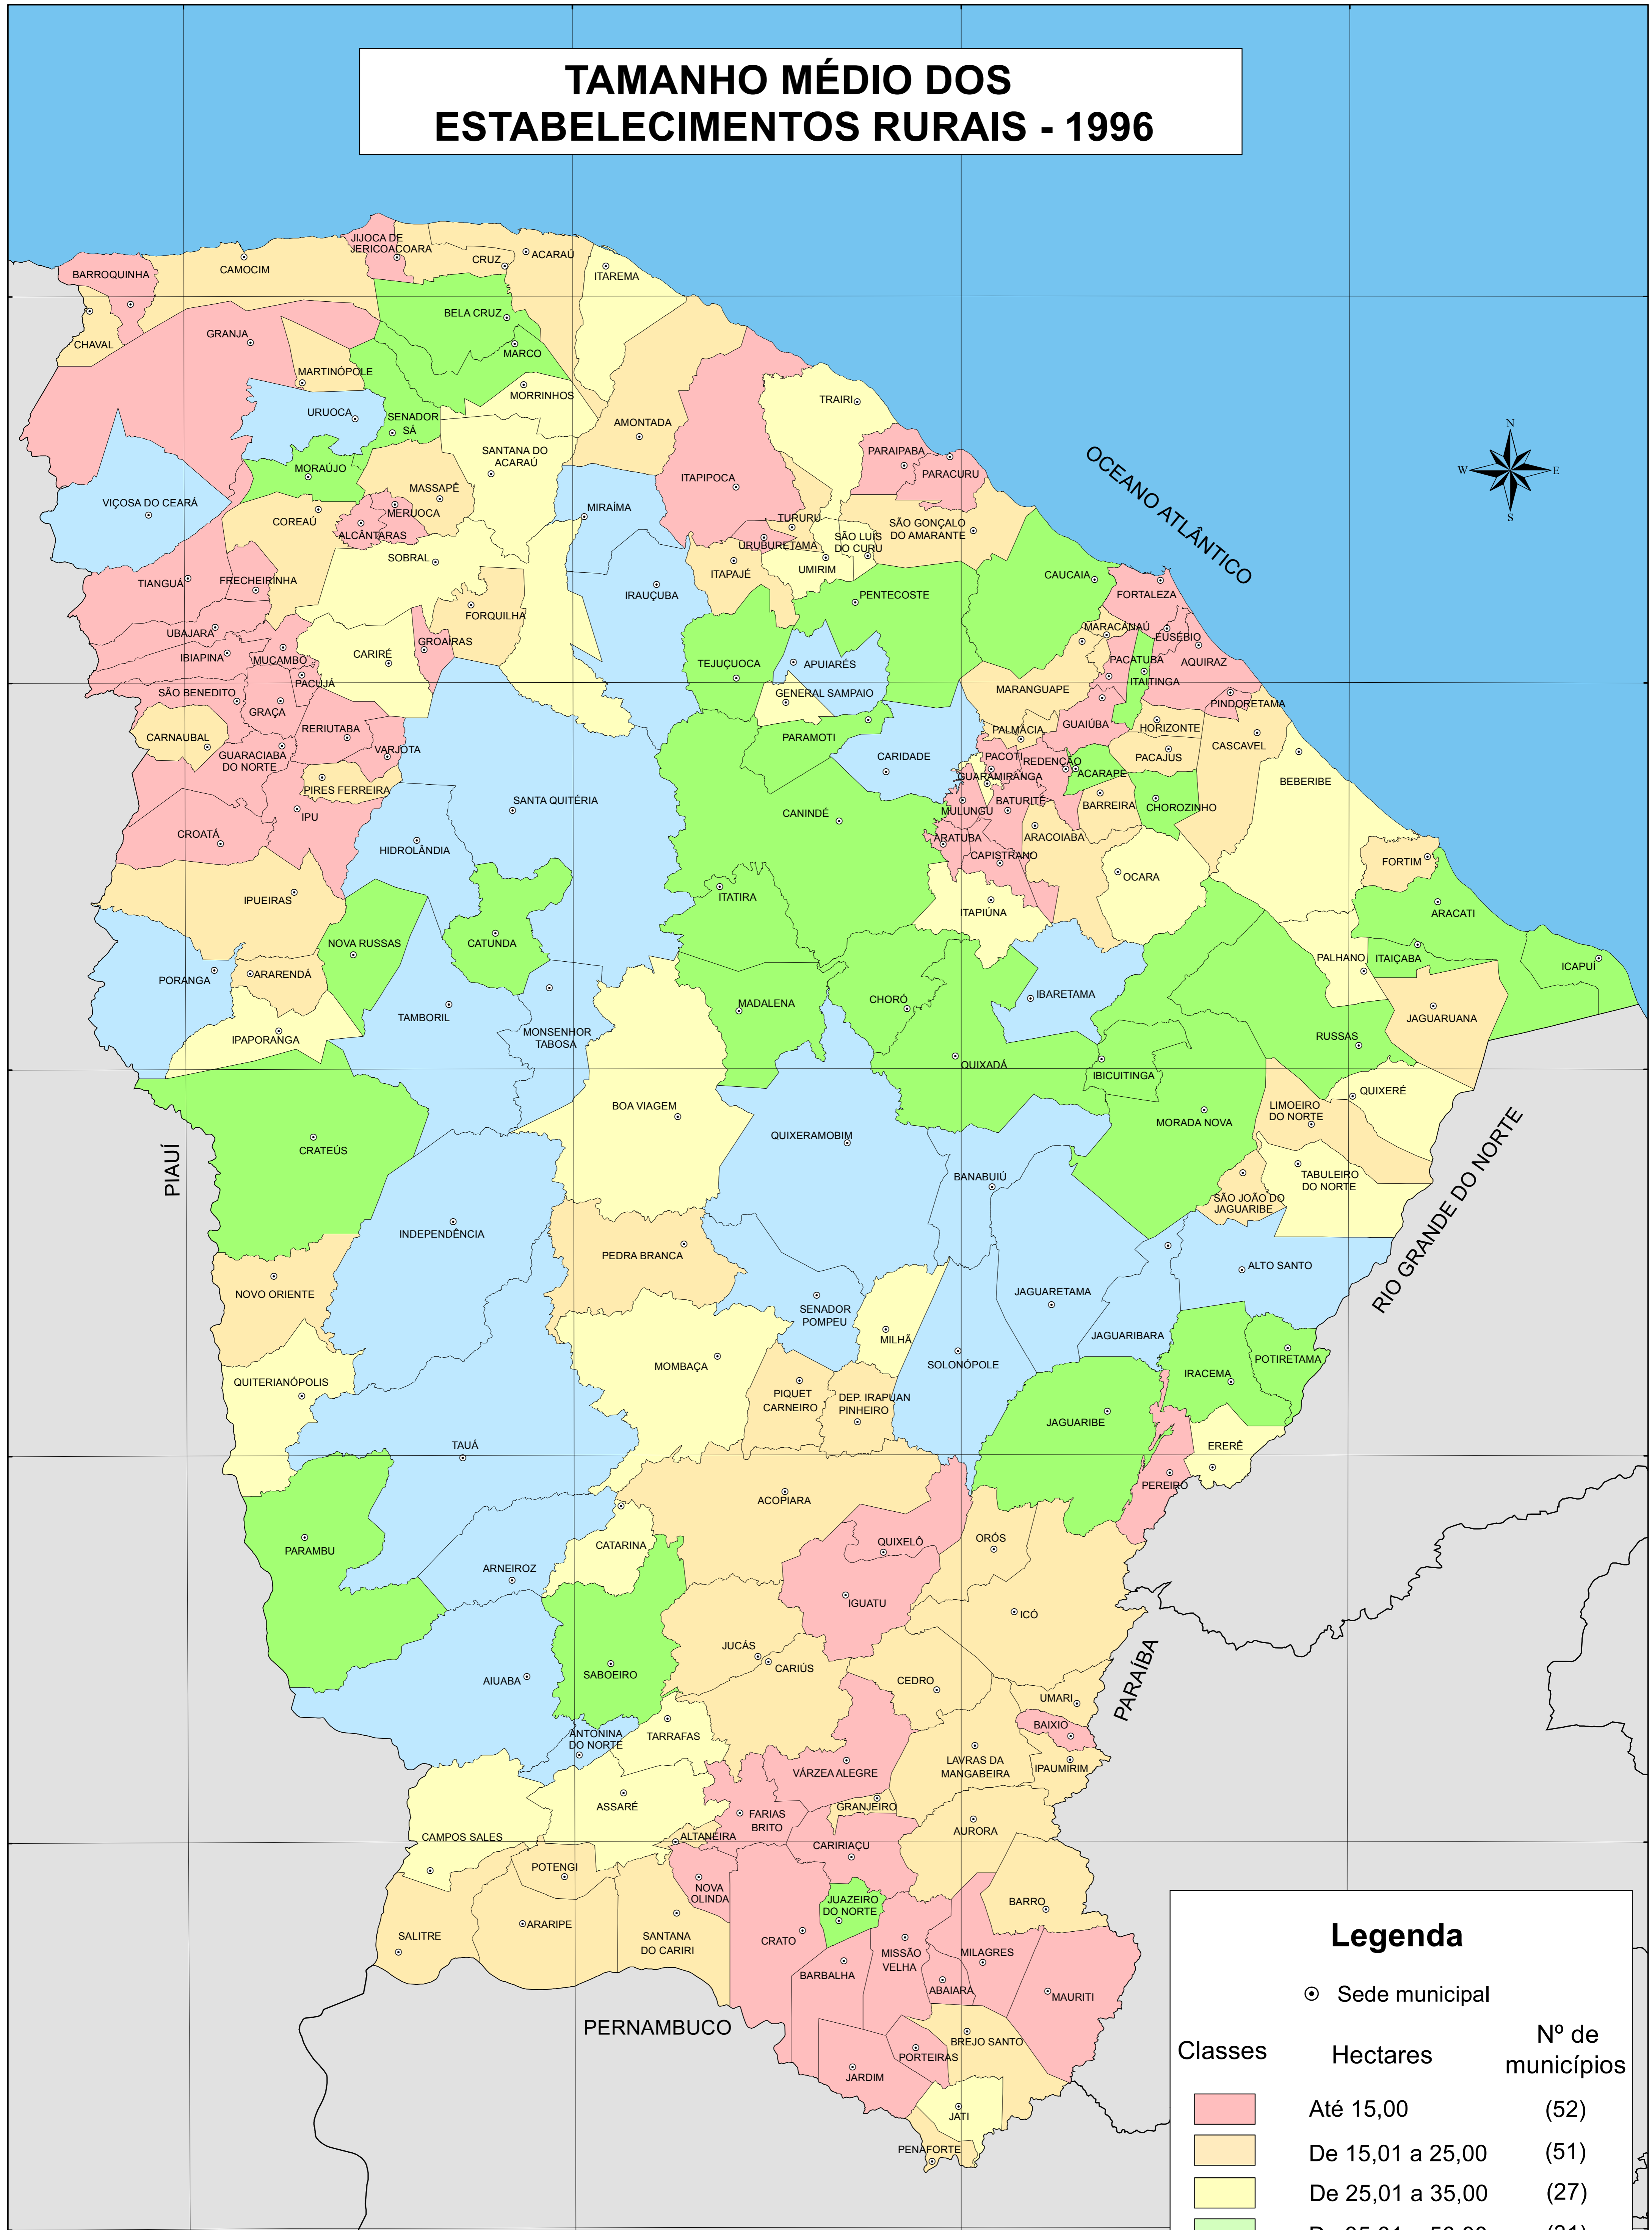 TAMANHO MÉDIO DOS
ESTABELECIMENTOS RURAIS - 1996
JIJOCA DE
JERICOACOARA
CRUZ
ACARAÚ
BARROQUINHA
CAMOCIM
ITAREMA
CHAVAL
GRANJA
BELA CRUZ
MARCO
MARTINÓPOLE
MORRINHOS
URUOCA
SENADOR
SÁ
AMONTADA
TRAIRI
OCEANO ATLÂNTICO
N
W
E
S
MORAÚJO
SANTANA DO
ACARAÚ
ITAPIPOCA
PARAIPABA
PARACURU
VIÇOSA DO CEARÁ
COREAÚ
MASSAPÊ
MERUOCA
ALCÂNTARAS
MIRAÍMA
TURURU
URUBURETAMA
SÃO LUÍS
DO CURU
SÃO GONÇALO
DO AMARANTE
SOBRAL
UMIRIM
ITAPAJÉ
TIANGUÁ
FRECHEIRINHA
IRAUÇUBA
PENTECOSTE
CAUCAIA
FORTALEZA
FORQUILHA
UBAJARA
IBIAPINA
MUCAMBO
CARIRÉ
GROAÍRAS
TEJUÇUOCA
APUIARÉS
MARACANAÚ
EUSÉBIO
PACATUBA
AQUIRAZ
ITAITINGA
PACUJÁ
SÃO BENEDITO
GRAÇA
GENERAL SAMPAIO
MARANGUAPE
PINDORETAMA
RERIUTABA
CARNAUBAL
VARJOTA
GUARACIABA
DO NORTE
PARAMOTI
PALMÁCIA
GUAIÚBA
HORIZONTE
CASCAVEL
CARIDADE
PACOTI
REDENÇÃO
PACAJUS
GUARAMIRANGA
ACARAPE
BEBERIBE
PIRES FERREIRA
SANTA QUITÉRIA
MULUNGU
BATURITÉ
BARREIRA
CHOROZINHO
IPU
CANINDÉ
CROATÁ
HIDROLÂNDIA
ARATUBA
ARACOIABA
CAPISTRANO
FORTIM
OCARA
IPUEIRAS
ITATIRA
ITAPIÚNA
ARACATI
NOVA RUSSAS
CATUNDA
PALHANO
ITAIÇABA
ICAPUÍ
PORANGA
ARARENDÁ
MADALENA
CHORÓ
IBARETAMA
TAMBORIL
JAGUARUANA
IPAPORANGA
MONSENHOR
TABOSA
RUSSAS
QUIXADÁ
IBICUITINGA
QUIXERÉ
BOA VIAGEM
LIMOEIRO
DO NORTE
MORADA NOVA
QUIXERAMOBIM
PIAUÍ
CRATEÚS
BANABUIÚ
TABULEIRO
DO NORTE
SÃO JOÃO DO
JAGUARIBE
RIO GRANDE DO NORTE
INDEPENDÊNCIA
PEDRA BRANCA
ALTO SANTO
NOVO ORIENTE
JAGUARETAMA
SENADOR
POMPEU
JAGUARIBARA
MILHÃ
MOMBAÇA
SOLONÓPOLE
POTIRETAMA
IRACEMA
QUITERIANÓPOLIS
PIQUET
CARNEIRO
DEP. IRAPUAN
PINHEIRO
JAGUARIBE
TAUÁ
ERERÊ
PEREIRO
ACOPIARA
PARAMBU
CATARINA
QUIXELÔ
ORÓS
ARNEIROZ
IGUATU
ICÓ
JUCÁS
CARIÚS
AIUABA
SABOEIRO
CEDRO
UMARI
PARAÍBA
BAIXIO
ANTONINA
DO NORTE
TARRAFAS
VÁRZEA ALEGRE
LAVRAS DA
MANGABEIRA
IPAUMIRIM
ASSARÉ
GRANJEIRO
FARIAS
BRITO
AURORA
CAMPOS SALES
ALTANEIRA
CARIRIAÇU
POTENGI
NOVA
OLINDA
JUAZEIRO
DO NORTE
BARRO
SALITRE
ARARIPE
SANTANA
DO CARIRI
CRATO
MISSÃO
VELHA
MILAGRES
BARBALHA
ABAIARA
MAURITI
PERNAMBUCO
BREJO SANTO
PORTEIRAS
JARDIM
JATI
PENAFORTE
Legenda
Sede municipal
Classes
Hectares
Nº de
municípios
Até 15,00 (52)
De 15,01 a 25,00 (51)
De 25,01 a 35,00 (27)